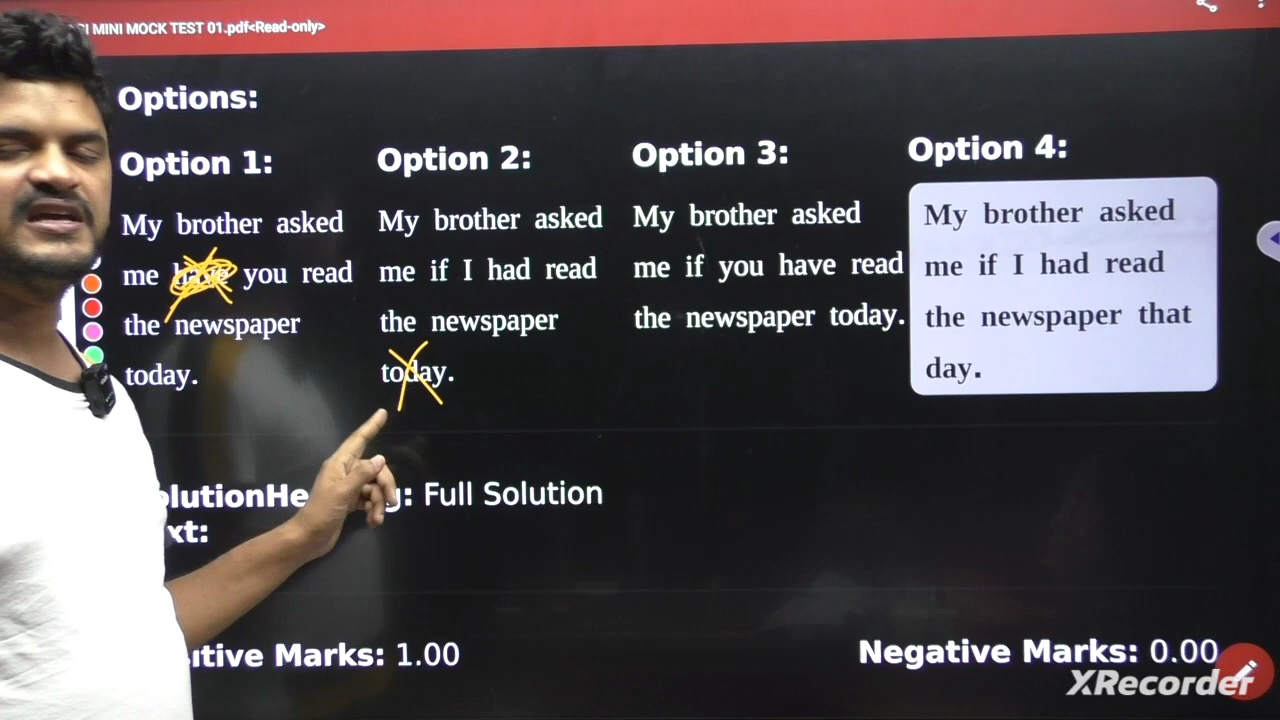 MINI MOCK TEST 01.pdf<Read-only>
Options:
Option 1:
My brother asked
me have you read
the newspaper
today.
Option 2:
My brother asked
me if I had read
the newspaper
today.
Option 3:
My brother asked
me if you have read
the newspaper today.
Option 4:
My brother asked
me if I had read
the newspaper that
day.
Full Solution
Marks: 1.00
Negative Marks: 0.00
XRecorder